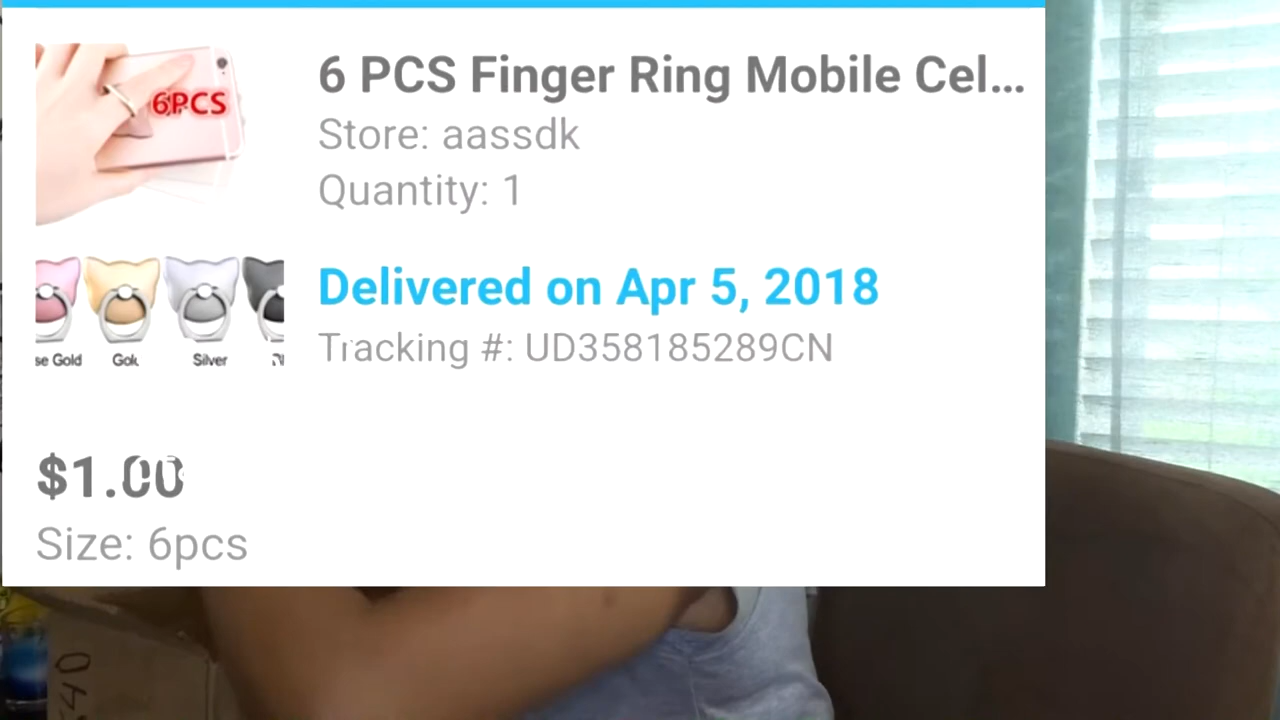 6 PCS Finger Ring Mobile Cel...
6PCS
Store: aassdk
Quantity: 1
Delivered on Apr 5, 2018
Tracking #: UD358185289CN
se Gold Silver
$1.00
Size: 6pcs